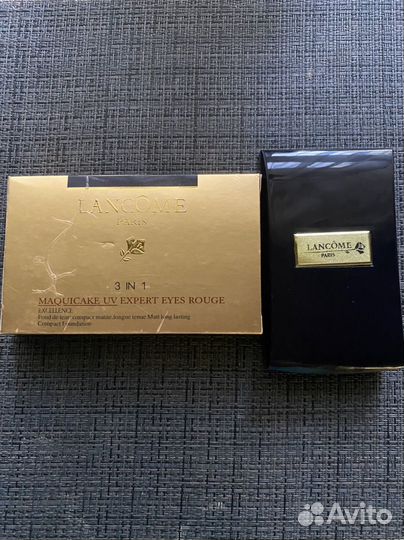 LANCÔME
PARIS
3 IN 1
MAQUICAKE UV EXPERT EYES ROUGE
EXCELLENCE
Fond de teint compact matite, longue tenue Matt long lasting
Compact Foundation
LANCÔME
PARIS
Avito